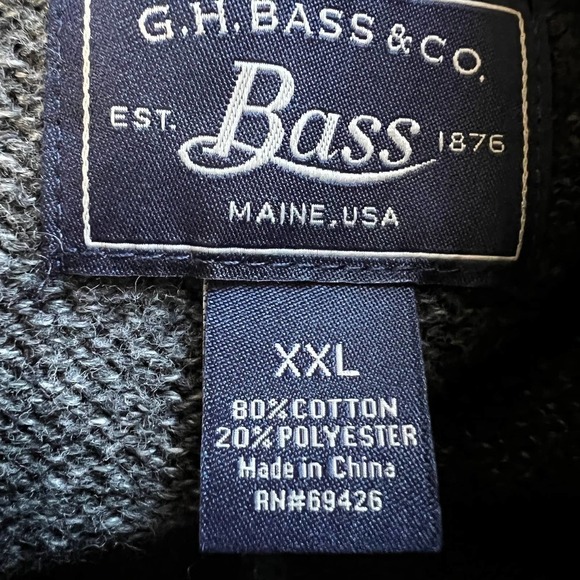 G.H. BASS & CO.
EST. Bass 1876
MAINE, USA
XXL
80% COTTON
20% POLYESTER
Made in China
RN#69426